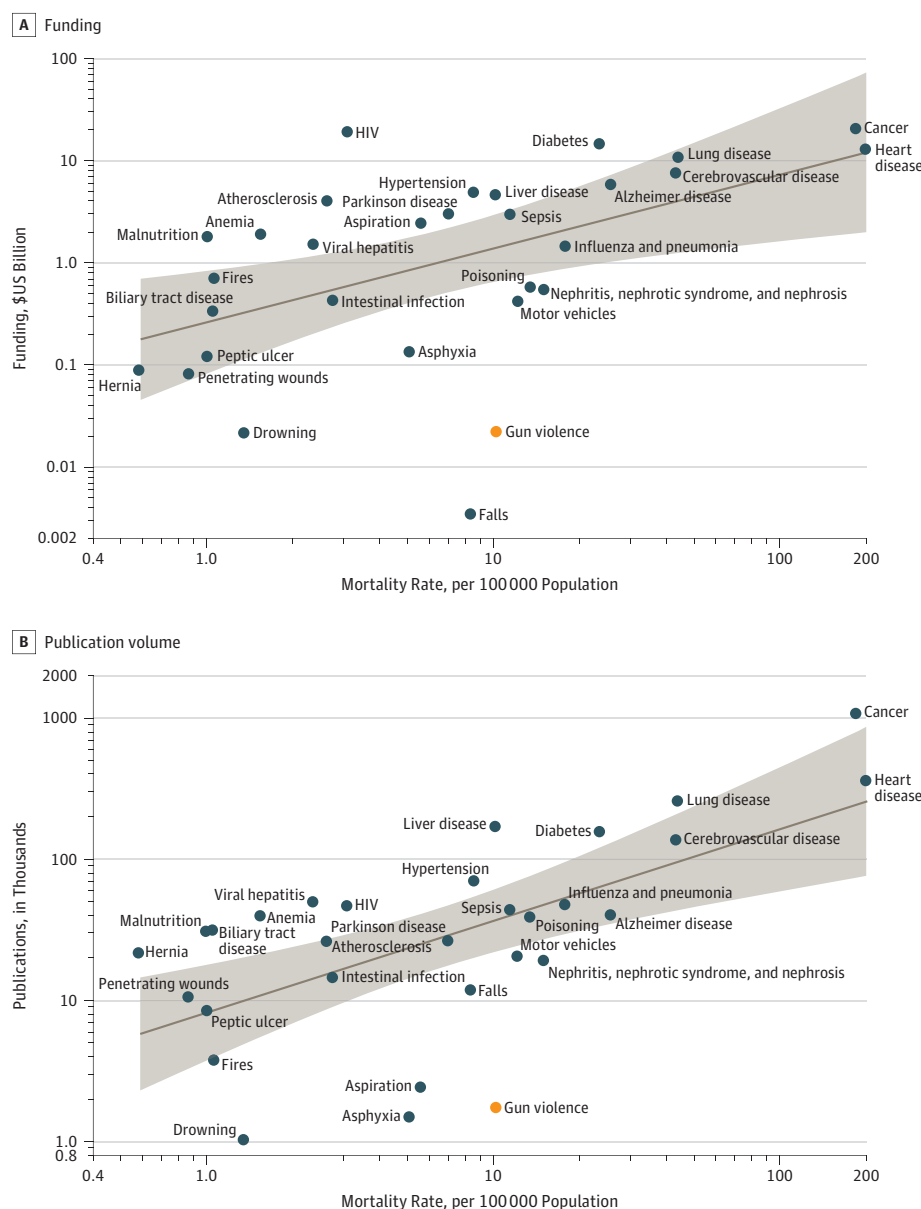 A Funding
100
10
1.0
0.1
0.01
0.002
Funding, $US Billion
HIV
Diabetes
Cancer
Heart
disease
Lung disease
Cerebrovascular disease
Hypertension
Liver disease
Alzheimer disease
Atherosclerosis
Parkinson disease
Sepsis
Anemia
Aspiration
Malnutrition
Viral hepatitis
Influenza and pneumonia
Fires
Poisoning
Biliary tract disease
Intestinal infection
Nephritis, nephrotic syndrome, and nephrosis
Motor vehicles
Peptic ulcer
Asphyxia
Hernia
Penetrating wounds
Drowning
Gun violence
Falls
0.4
1.0
10
100
200
Mortality Rate, per 100 000 Population
B Publication volume
2000
1000
100
10
1.0
0.8
Publications, in Thousands
Cancer
Heart
disease
Lung disease
Liver disease
Diabetes
Cerebrovascular disease
Hypertension
Viral hepatitis
HIV
Influenza and pneumonia
Malnutrition
Anemia
Sepsis
Biliary tract
disease
Parkinson disease
Poisoning
Alzheimer disease
Hernia
Atherosclerosis
Motor vehicles
Penetrating wounds
Intestinal infection
Nephritis, nephrotic syndrome, and nephrosis
Falls
Peptic ulcer
Fires
Aspiration
Asphyxia
Gun violence
Drowning
0.4
1.0
10
100
200
Mortality Rate, per 100 000 Population